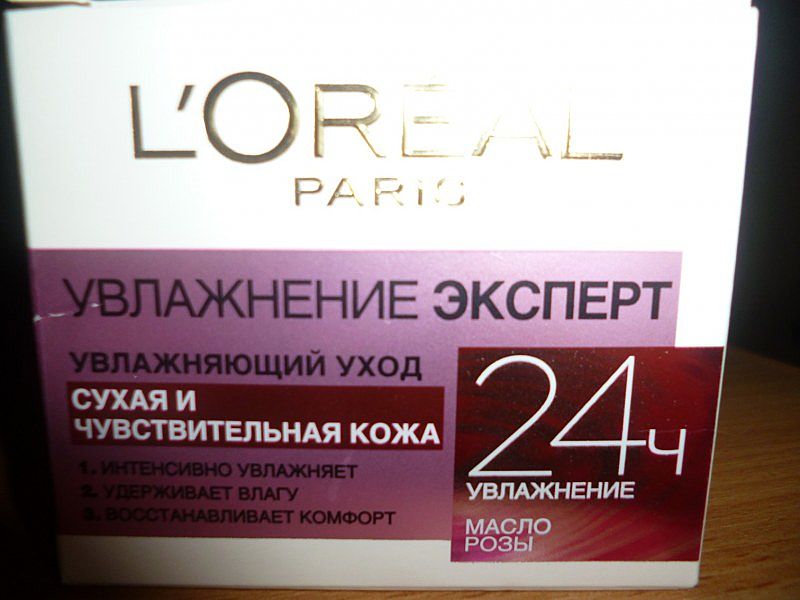 L'ORÉAL
PARIS
УВЛАЖНЕНИЕ ЭКСПЕРТ
УВЛАЖНЯЮЩИЙ УХОД
СУХАЯ И
ЧУВСТВИТЕЛЬНАЯ КОЖА
1. ИНТЕНСИВНО УВЛАЖНЯЕТ
2. УДЕРЖИВАЕТ ВЛАГУ
3. ВОССТАНАВЛИВАЕТ КОМФОРТ
24ч
УВЛАЖНЕНИЕ
МАСЛО
РОЗЫ